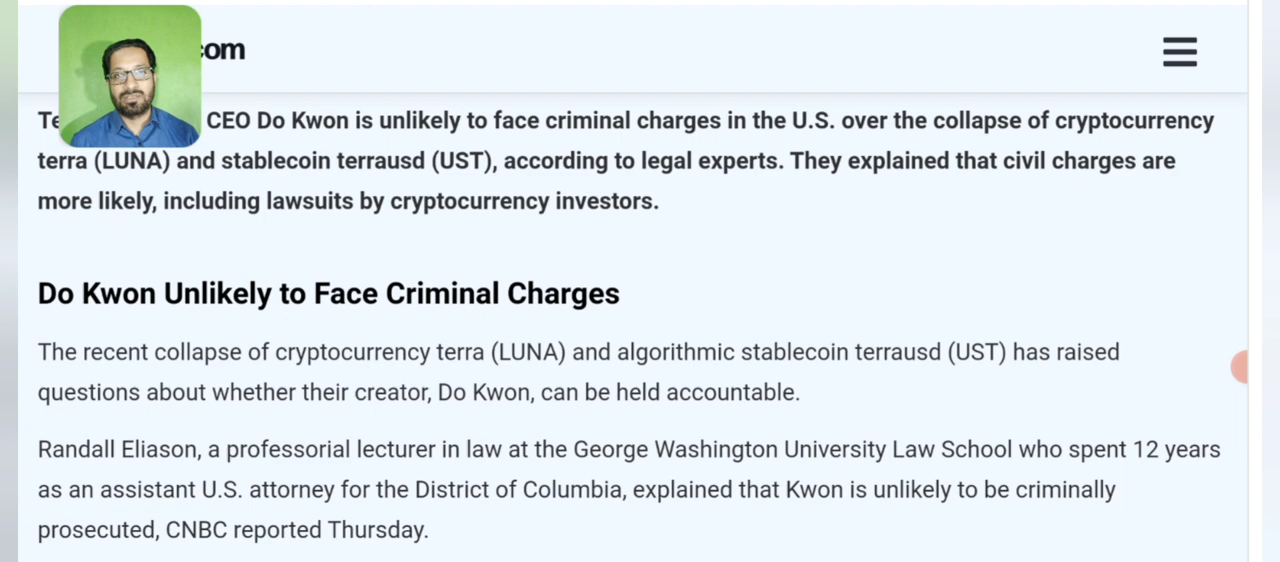 com
CEO Do Kwon is unlikely to face criminal charges in the U.S. over the collapse of cryptocurrency
terra (LUNA) and stablecoin terrausd (UST), according to legal experts. They explained that civil charges are
more likely, including lawsuits by cryptocurrency investors.
Do Kwon Unlikely to Face Criminal Charges
The recent collapse of cryptocurrency terra (LUNA) and algorithmic stablecoin terrausd (UST) has raised
questions about whether their creator, Do Kwon, can be held accountable.
Randall Eliason, a professorial lecturer in law at the George Washington University Law School who spent 12 years
as an assistant U.S. attorney for the District of Columbia, explained that Kwon is unlikely to be criminally
prosecuted, CNBC reported Thursday.